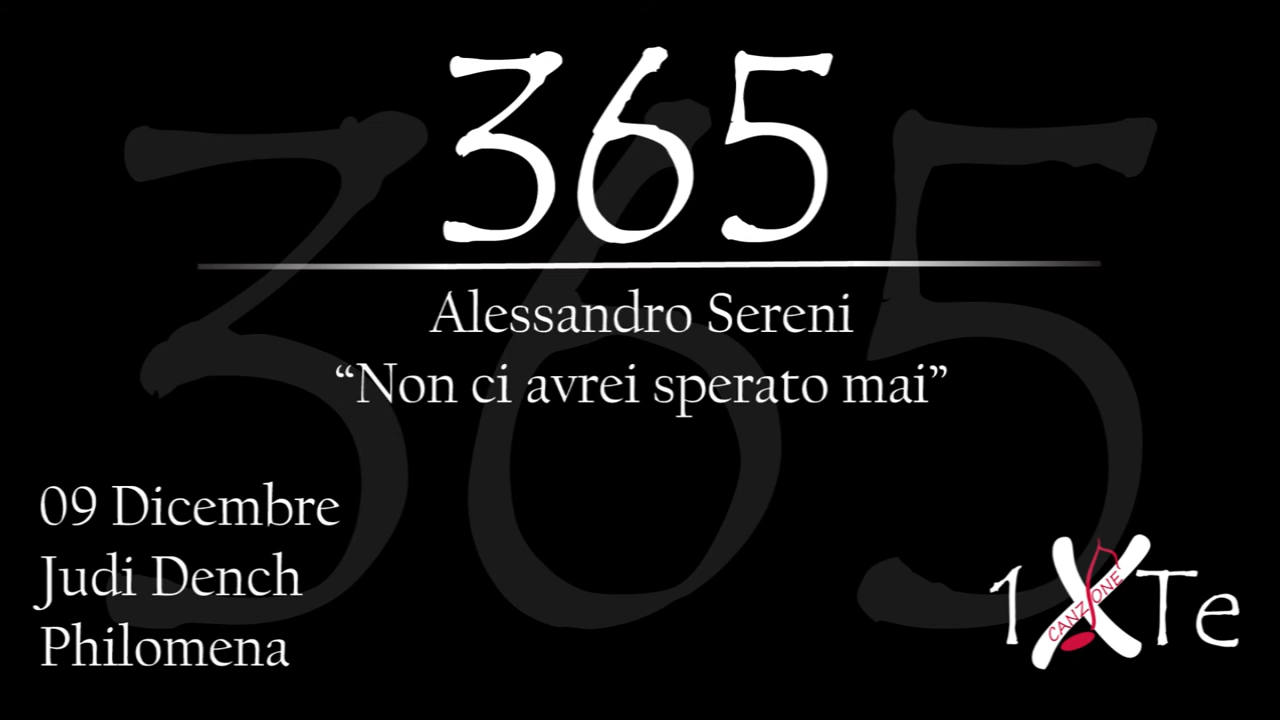 365
Alessandro Sereni
“Non ci avrei sperato mai”
09 Dicembre
Judi Dench
Philomena
1XTe
CANZONE